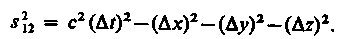 s²₁₂ = c² (Δt)² − (Δx)² − (Δy)² − (Δz)².